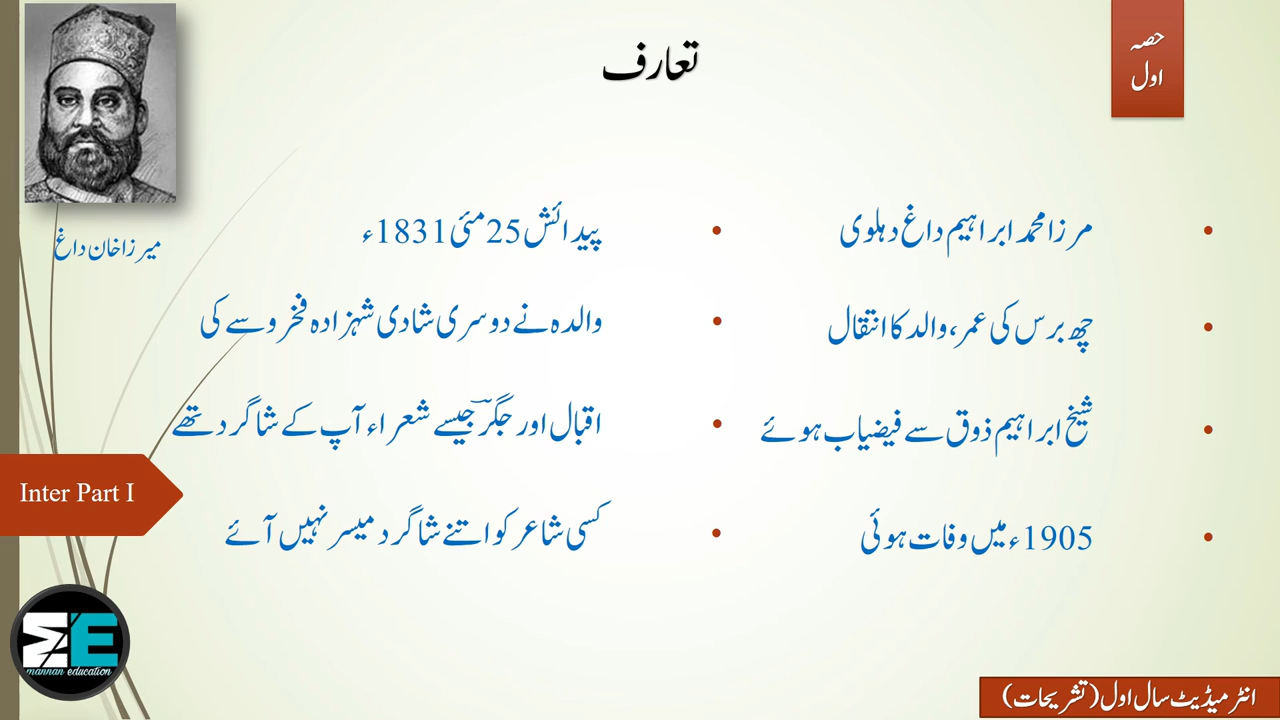 تعارف
حصہ
اول
میرزا خان داغ
مرزا محمد ابراہیم داغ دہلوی
پیدائش 25 مئی 1831ء
چھ برس کی عمر، والد کا انتقال
والدہ نے دوسری شادی شہزادہ فخرو سے کی
شیخ ابراہیم ذوق سے فیضیاب ہوئے
اقبال اور جگرؔ جیسے شعراء آپ کے شاگرد تھے
1905ء میں وفات ہوئی
کسی شاعر کو اتنے شاگرد میسر نہیں آئے
Inter Part I
mannan education
انٹرمیڈیٹ سال اول (تشریحات)